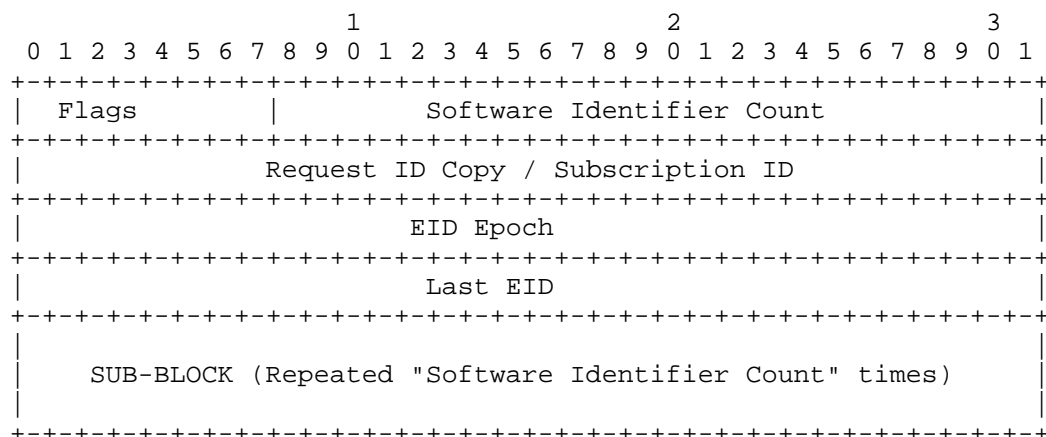 1                   2                   3
 0 1 2 3 4 5 6 7 8 9 0 1 2 3 4 5 6 7 8 9 0 1 2 3 4 5 6 7 8 9 0 1
+-+-+-+-+-+-+-+-+-+-+-+-+-+-+-+-+-+-+-+-+-+-+-+-+-+-+-+-+-+-+-+-+
|  Flags        |         Software Identifier Count             |
+-+-+-+-+-+-+-+-+-+-+-+-+-+-+-+-+-+-+-+-+-+-+-+-+-+-+-+-+-+-+-+-+
|               Request ID Copy / Subscription ID               |
+-+-+-+-+-+-+-+-+-+-+-+-+-+-+-+-+-+-+-+-+-+-+-+-+-+-+-+-+-+-+-+-+
|                        EID Epoch                              |
+-+-+-+-+-+-+-+-+-+-+-+-+-+-+-+-+-+-+-+-+-+-+-+-+-+-+-+-+-+-+-+-+
|                         Last EID                              |
+-+-+-+-+-+-+-+-+-+-+-+-+-+-+-+-+-+-+-+-+-+-+-+-+-+-+-+-+-+-+-+-+
|                                                               |
|    SUB-BLOCK (Repeated "Software Identifier Count" times)     |
|                                                               |
+-+-+-+-+-+-+-+-+-+-+-+-+-+-+-+-+-+-+-+-+-+-+-+-+-+-+-+-+-+-+-+-+